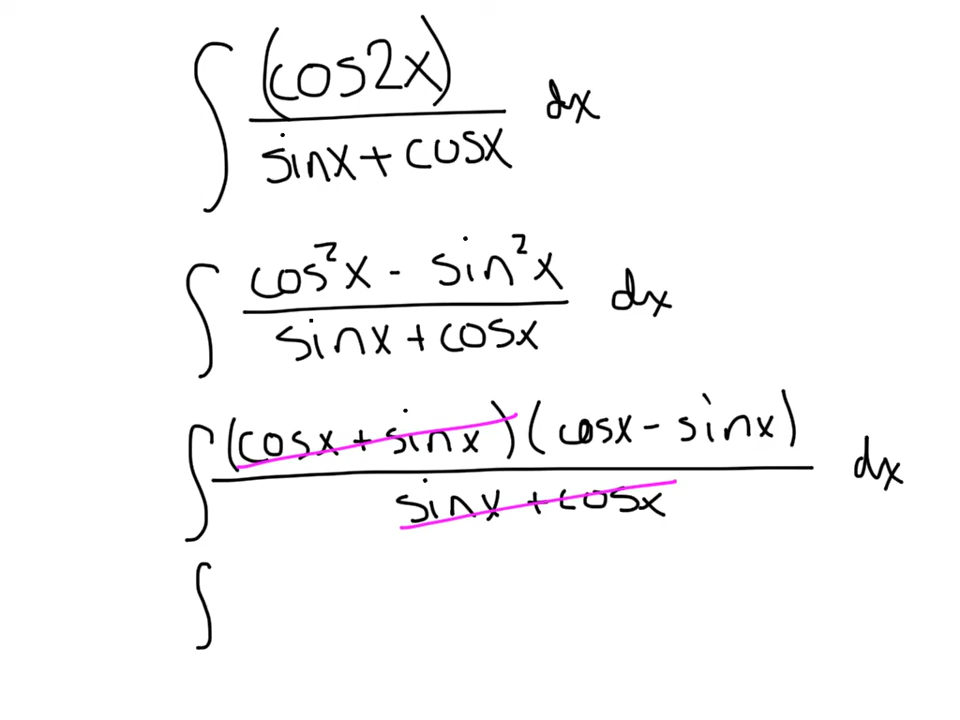 ∫ (cos2x) / sinx + cosx dx
∫ cos²x - sin²x / sinx + cosx dx
∫ (cosx + sinx)(cosx - sinx) / sinx + cosx dx
∫